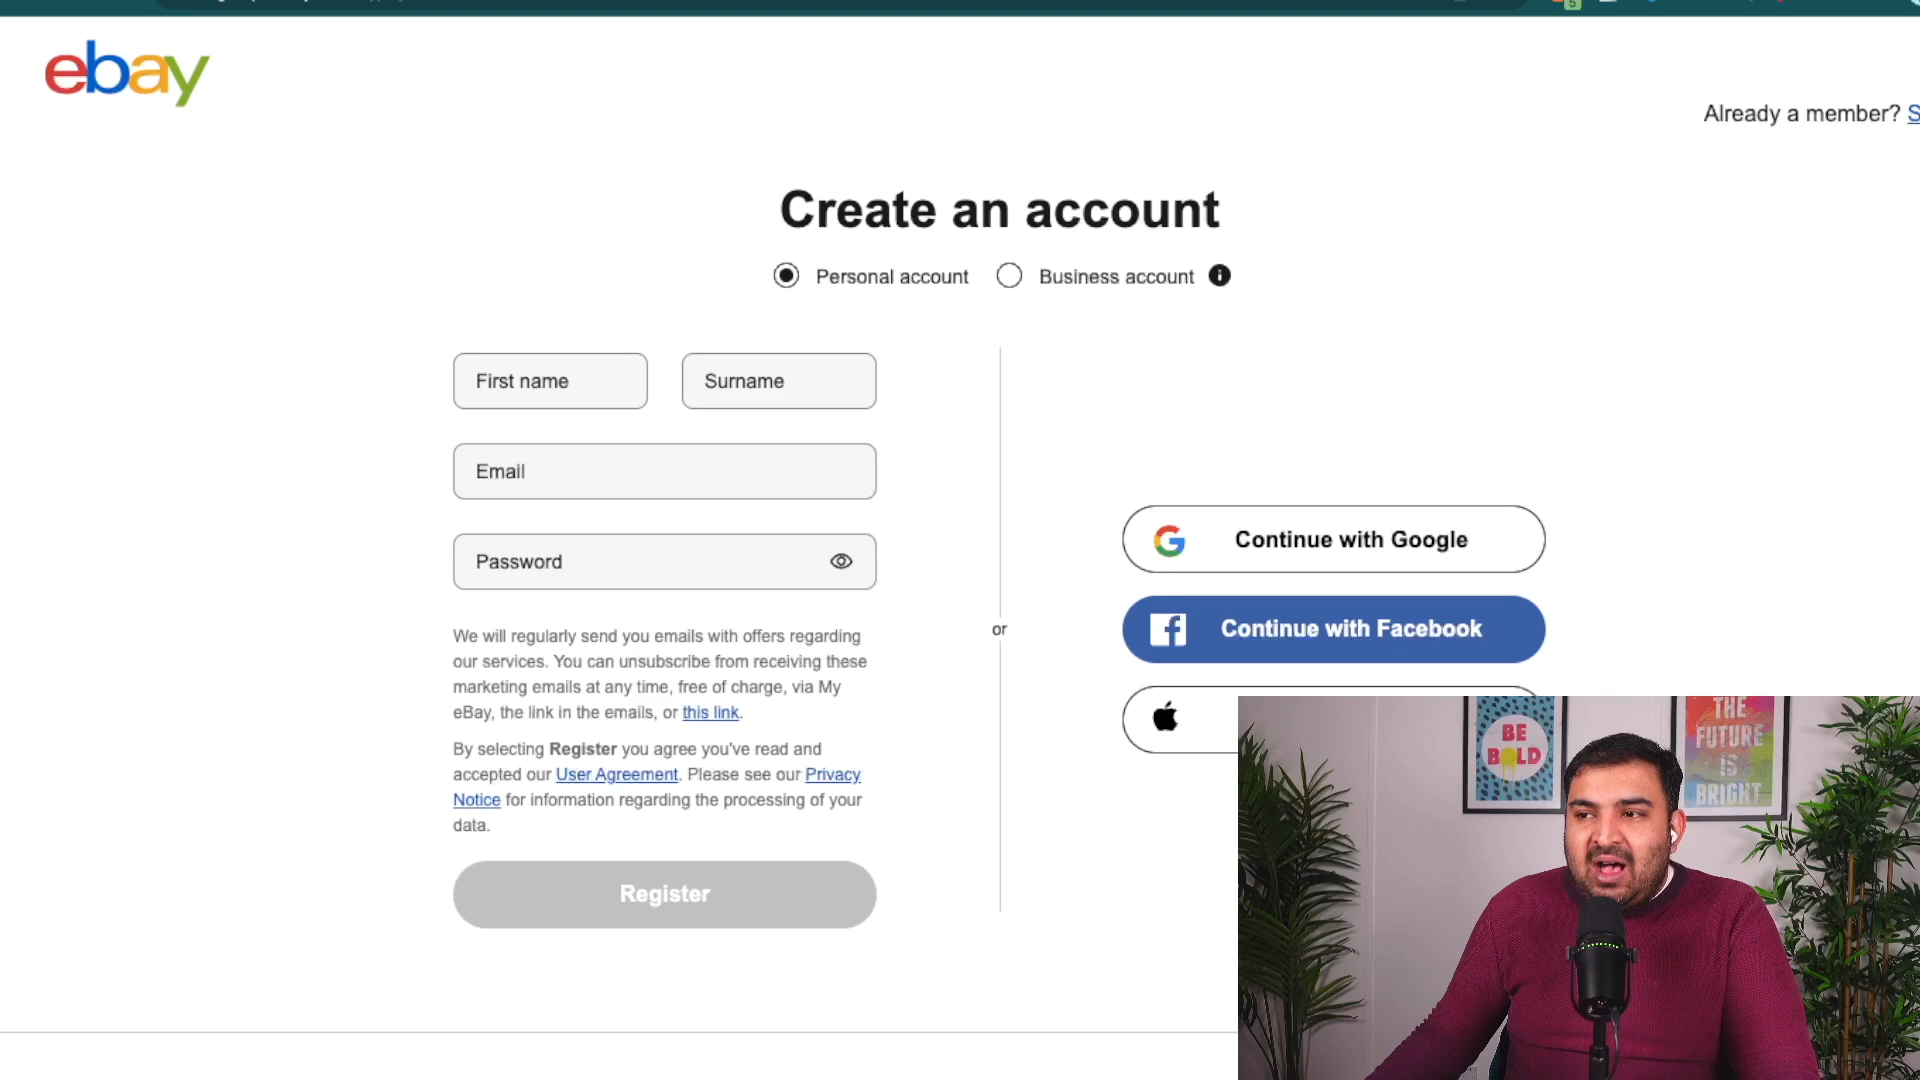 5
ebay
Already a member? S
Create an account
Personal account Business account
First name Surname
Email
Password
We will regularly send you emails with offers regarding
our services. You can unsubscribe from receiving these
marketing emails at any time, free of charge, via My
eBay, the link in the emails, or this link.
By selecting Register you agree you've read and
accepted our User Agreement. Please see our Privacy
Notice for information regarding the processing of your
data.
Register
or
Continue with Google
Continue with Facebook
BE
BOLD
THE
FUTURE
IS
BRIGHT